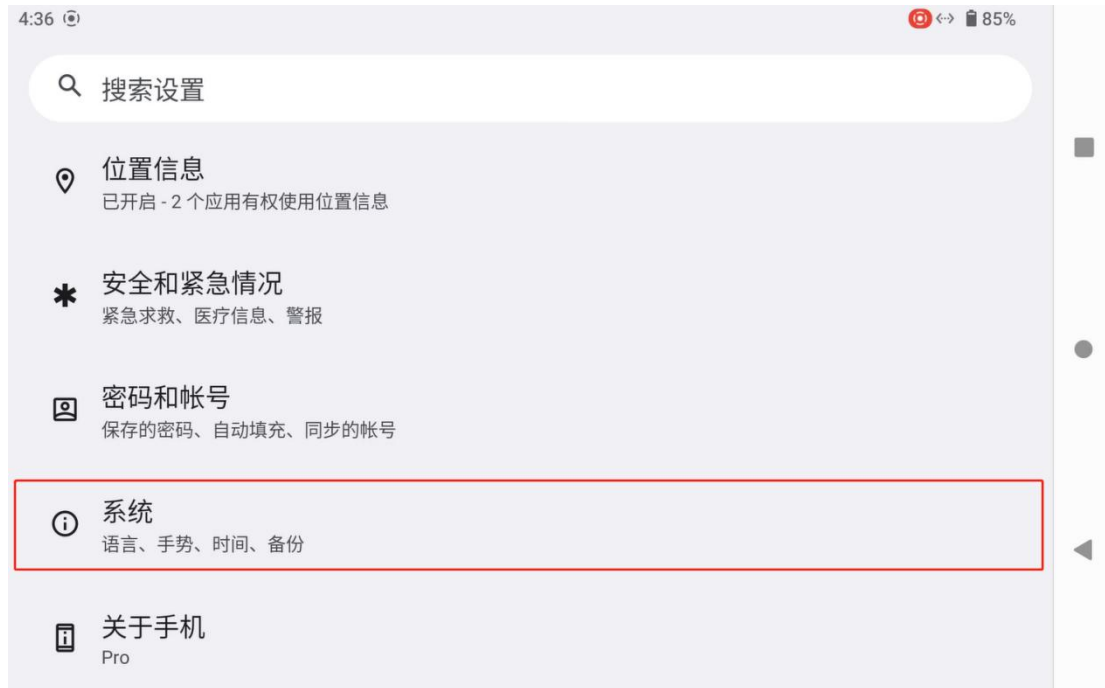 4:36
85%
搜索设置
位置信息
已开启 - 2 个应用有权使用位置信息
安全和紧急情况
紧急求救、医疗信息、警报
密码和帐号
保存的密码、自动填充、同步的帐号
系统
语言、手势、时间、备份
关于手机
Pro